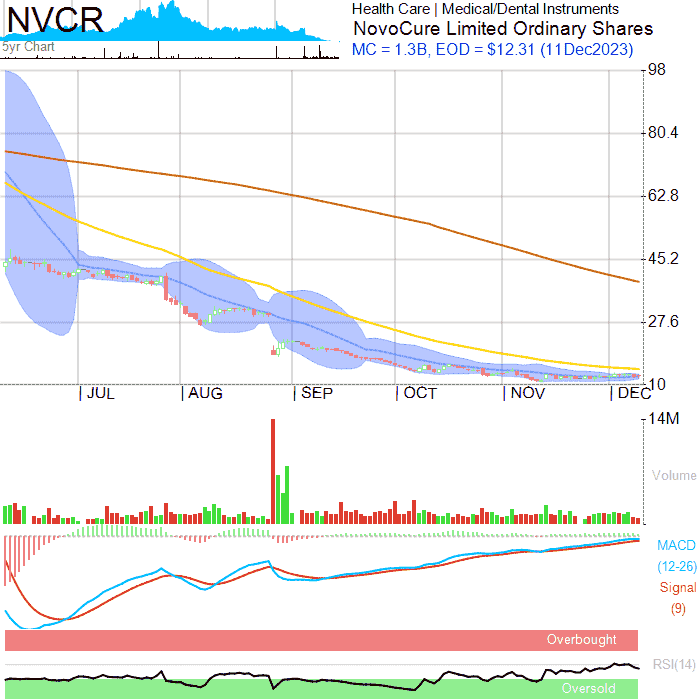 NVCR
5yr Chart
Health Care | Medical/Dental Instruments
NovoCure Limited Ordinary Shares
MC = 1.3B, EOD = $12.31 (11Dec2023)
98
80.4
62.8
45.2
27.6
10
| JUL | AUG | SEP | OCT | NOV | DEC
14M
Volume
MACD
(12-26)
Signal
(9)
Overbought
RSI(14)
Oversold